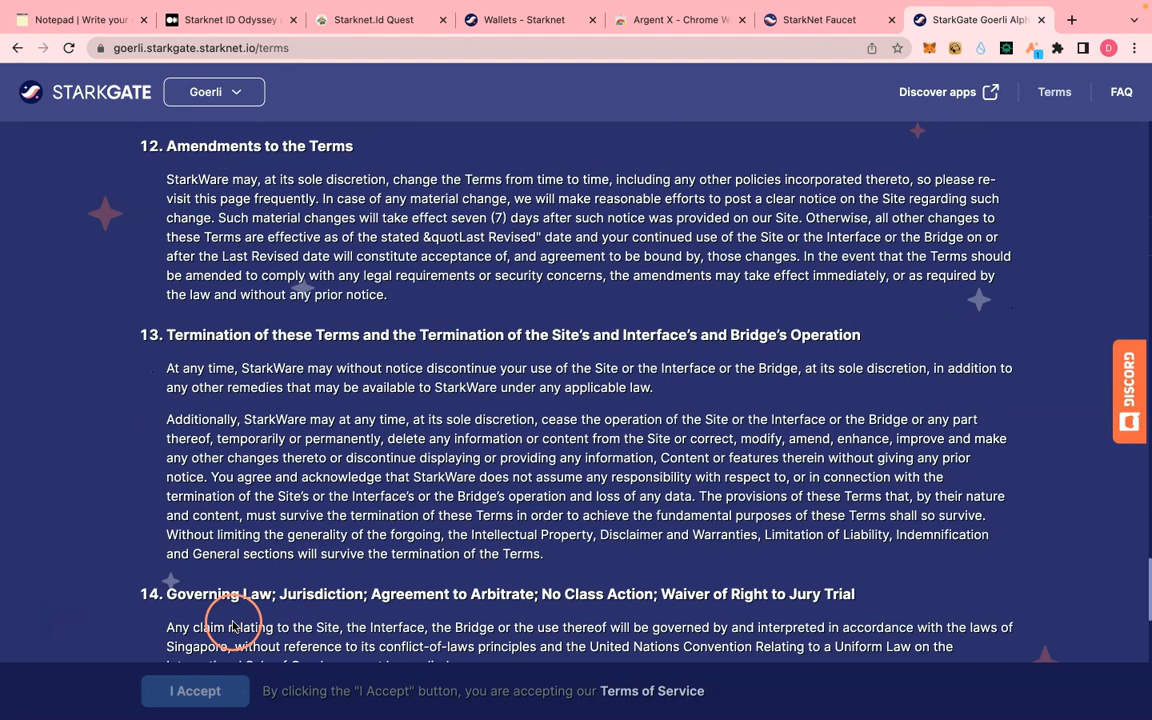 Notepad | Write your
Starknet ID Odyssey
Starknet.Id Quest
Wallets - Starknet
Argent X - Chrome W
StarkNet Faucet
StarkGate Goerli Alph
goerli.starkgate.starknet.io/terms
1
D
STARKGATE
Goerli
Discover apps
Terms
FAQ
12. Amendments to the Terms
StarkWare may, at its sole discretion, change the Terms from time to time, including any other policies incorporated thereto, so please re-
visit this page frequently. In case of any material change, we will make reasonable efforts to post a clear notice on the Site regarding such
change. Such material changes will take effect seven (7) days after such notice was provided on our Site. Otherwise, all other changes to
these Terms are effective as of the stated &quotLast Revised" date and your continued use of the Site or the Interface or the Bridge on or
after the Last Revised date will constitute acceptance of, and agreement to be bound by, those changes. In the event that the Terms should
be amended to comply with any legal requirements or security concerns, the amendments may take effect immediately, or as required by
the law and without any prior notice.
13. Termination of these Terms and the Termination of the Site's and Interface's and Bridge's Operation
At any time, StarkWare may without notice discontinue your use of the Site or the Interface or the Bridge, at its sole discretion, in addition to
any other remedies that may be available to StarkWare under any applicable law.
DISCORD
Additionally, StarkWare may at any time, at its sole discretion, cease the operation of the Site or the Interface or the Bridge or any part
thereof, temporarily or permanently, delete any information or content from the Site or correct, modify, amend, enhance, improve and make
any other changes thereto or discontinue displaying or providing any information, Content or features therein without giving any prior
notice. You agree and acknowledge that StarkWare does not assume any responsibility with respect to, or in connection with the
termination of the Site's or the Interface's or the Bridge's operation and loss of any data. The provisions of these Terms that, by their nature
and content, must survive the termination of these Terms in order to achieve the fundamental purposes of these Terms shall so survive.
Without limiting the generality of the forgoing, the Intellectual Property, Disclaimer and Warranties, Limitation of Liability, Indemnification
and General sections will survive the termination of the Terms.
14. Governing Law; Jurisdiction; Agreement to Arbitrate; No Class Action; Waiver of Right to Jury Trial
Any claim relating to the Site, the Interface, the Bridge or the use thereof will be governed by and interpreted in accordance with the laws of
Singapore, without reference to its conflict-of-laws principles and the United Nations Convention Relating to a Uniform Law on the
I Accept
By clicking the "I Accept" button, you are accepting our Terms of Service